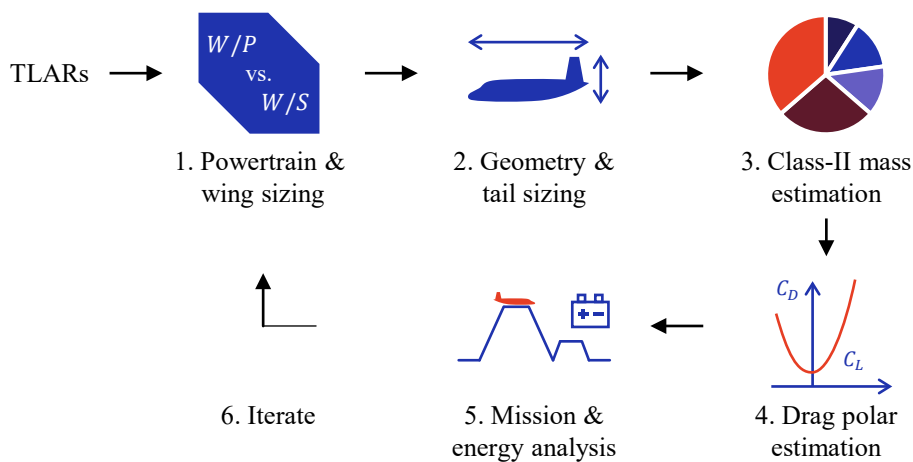 TLARs
W/P
vs.
W/S
1. Powertrain &
wing sizing
2. Geometry &
tail sizing
3. Class-II mass
estimation
C_D
C_L
4. Drag polar
estimation
5. Mission &
energy analysis
6. Iterate